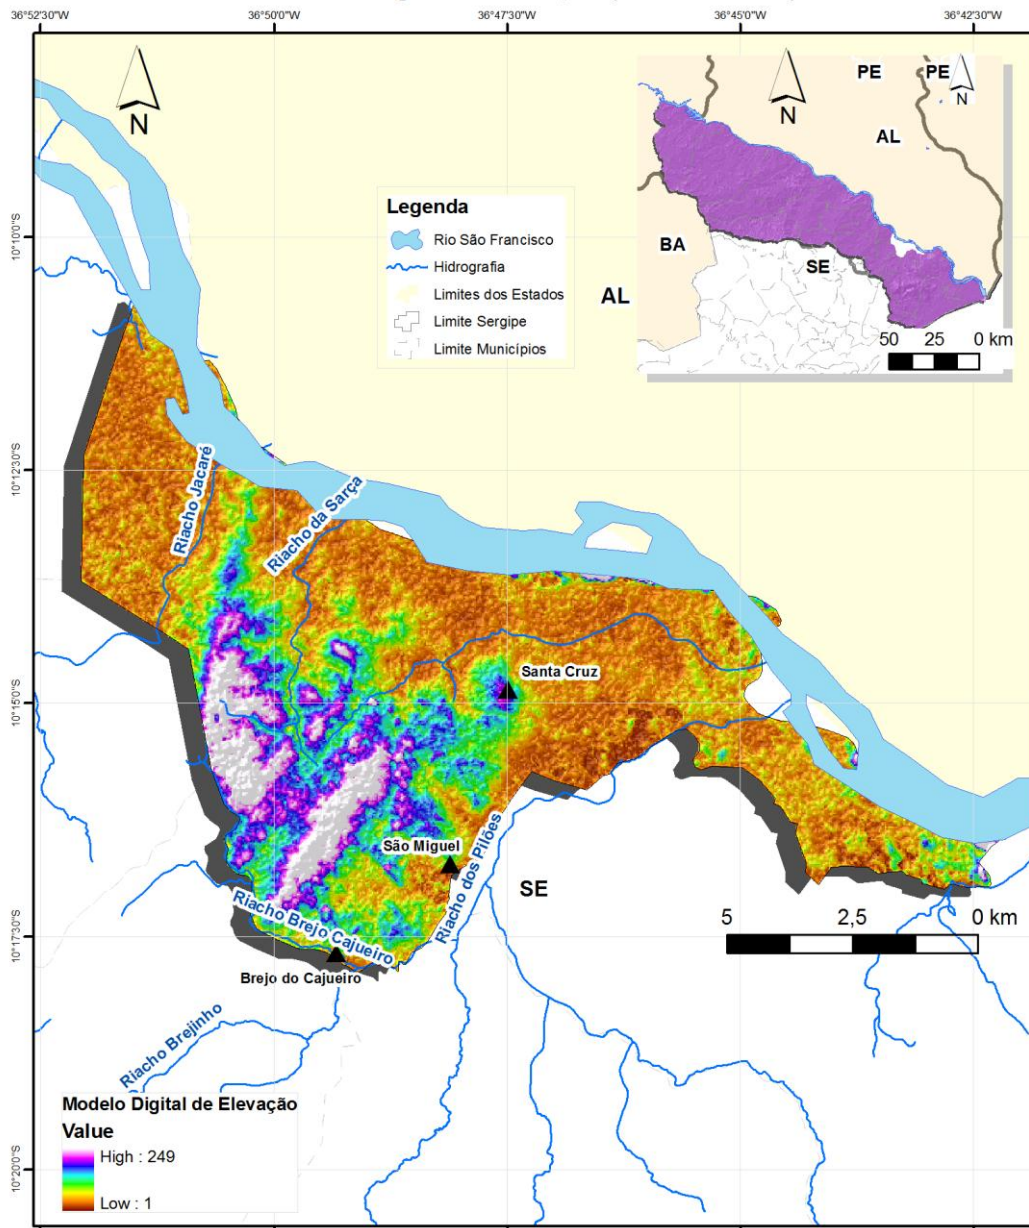 36°52'30"O
36°50'0"O
36°47'30"O
36°45'0"O
36°42'30"O
N
N
PE
PE
N
AL
BA
SE
50 25 0 km
Legenda
Rio São Francisco
Hidrografia
Limites dos Estados
Limite Sergipe
Limite Municípios
AL
10°10'0"S
10°12'30"S
10°15'0"S
10°17'30"S
10°20'0"S
Riacho Jacaré
Riacho da Sarça
Santa Cruz
São Miguel
Riacho dos Pilões
SE
Riacho Brejo Cajueiro
Brejo do Cajueiro
Riacho Brejinho
5 2,5 0 km
Modelo Digital de Elevação
Value
High : 249
Low : 1